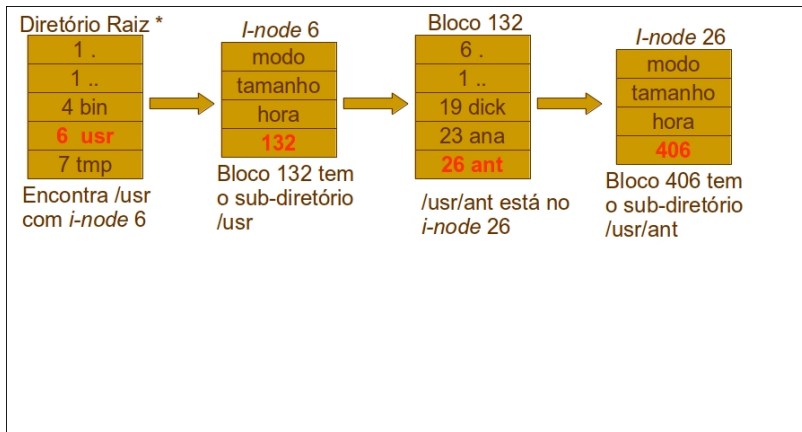 Diretório Raiz *
1 .
1 ..
4 bin
6 usr
7 tmp
Encontra /usr
com i-node 6
I-node 6
modo
tamanho
hora
132
Bloco 132 tem
o sub-diretório
/usr
Bloco 132
6 .
1 ..
19 dick
23 ana
26 ant
/usr/ant está no
i-node 26
I-node 26
modo
tamanho
hora
406
Bloco 406 tem
o sub-diretório
/usr/ant